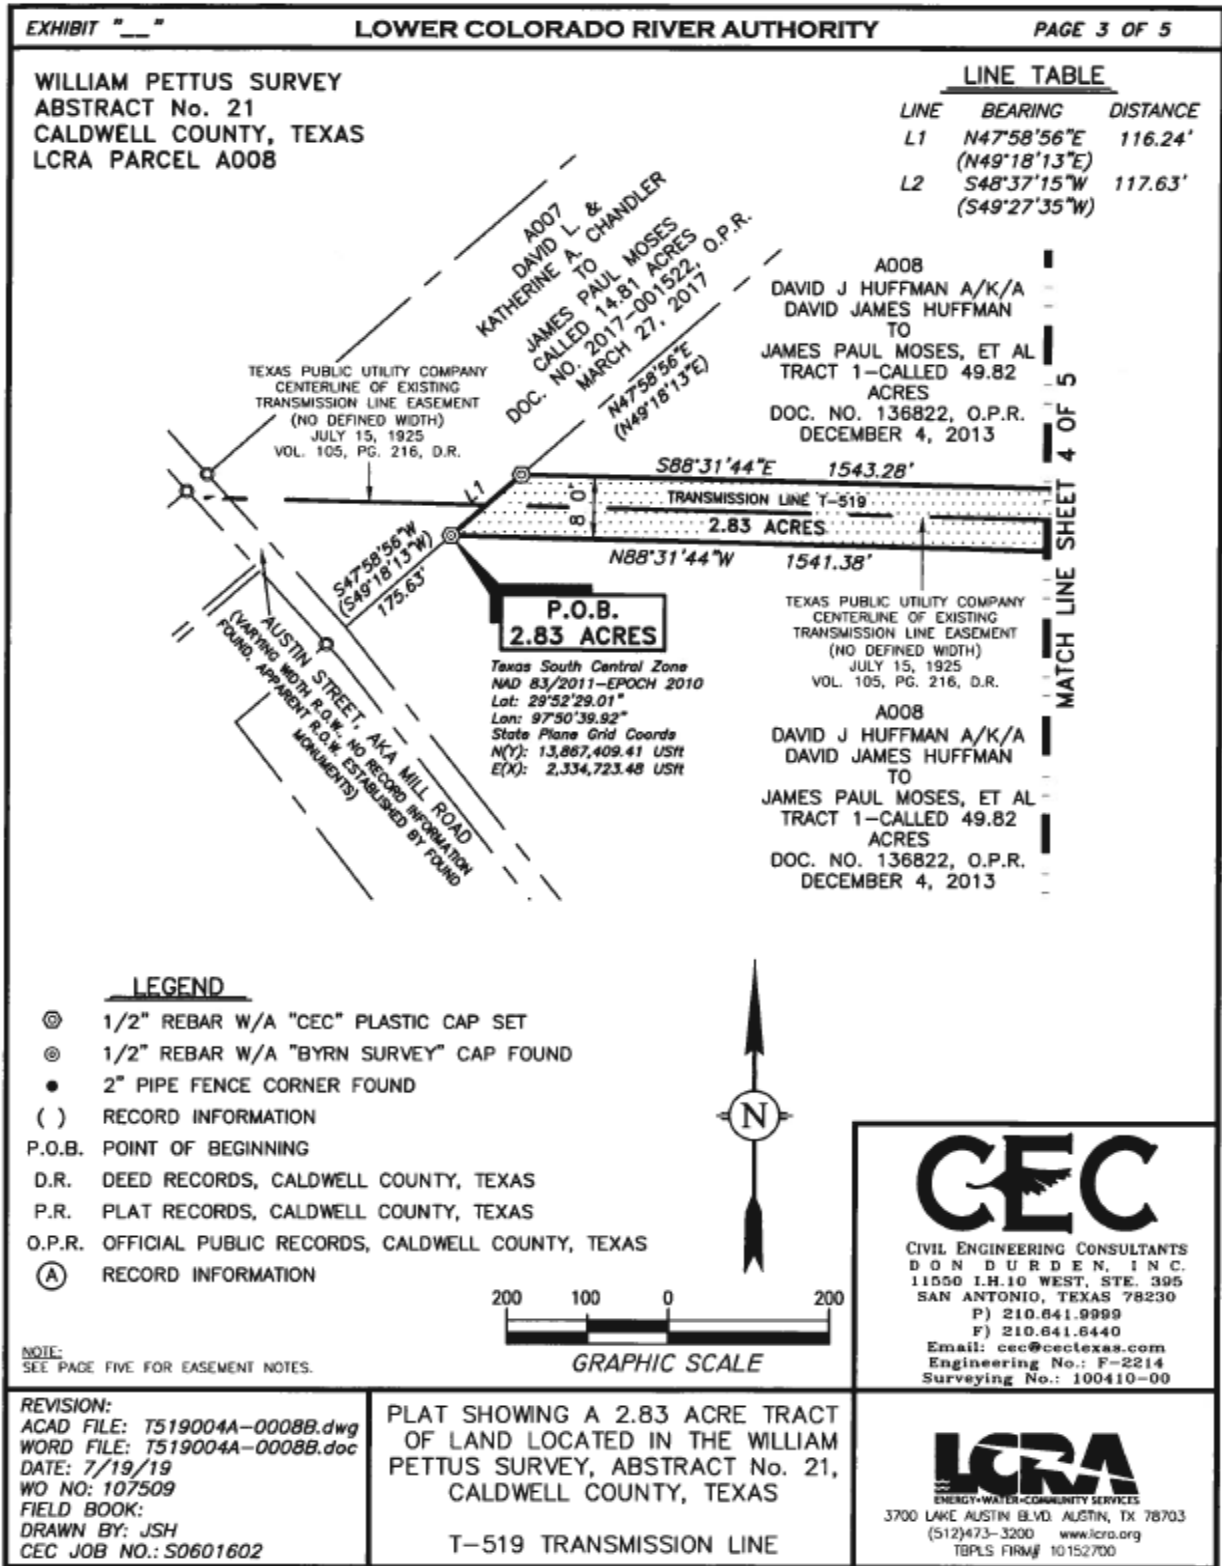 EXHIBIT "__"
LOWER COLORADO RIVER AUTHORITY
PAGE 3 OF 5
WILLIAM PETTUS SURVEY
ABSTRACT No. 21
CALDWELL COUNTY, TEXAS
LCRA PARCEL A008
LINE TABLE
LINE BEARING DISTANCE
L1 N47°58'56"E 116.24'
(N49°18'13"E)
L2 S48°37'15"W 117.63'
(S49°27'35"W)
A007
DAVID L. &
KATHERINE A. CHANDLER
TO
JAMES PAUL MOSES
CALLED 14.81 ACRES
DOC. NO. 2017-001522, O.P.R.
MARCH 27, 2017
N47°58'56"E
(N49°18'13"E)
A008
DAVID J HUFFMAN A/K/A
DAVID JAMES HUFFMAN
TO
JAMES PAUL MOSES, ET AL
TRACT 1-CALLED 49.82
ACRES
DOC. NO. 136822, O.P.R.
DECEMBER 4, 2013
MATCH LINE SHEET 4 OF 5
TEXAS PUBLIC UTILITY COMPANY
CENTERLINE OF EXISTING
TRANSMISSION LINE EASEMENT
(NO DEFINED WIDTH)
JULY 15, 1925
VOL. 105, PG. 216, D.R.
L1
S88°31'44"E 1543.28'
80'
TRANSMISSION LINE T-519
2.83 ACRES
N88°31'44"W 1541.38'
S47°58'56"W
(S49°18'13"W)
175.63'
P.O.B.
2.83 ACRES
Texas South Central Zone
NAD 83/2011-EPOCH 2010
Lat: 29°52'29.01"
Lon: 97°50'39.92"
State Plane Grid Coords
N(Y): 13,867,409.41 USft
E(X): 2,334,723.48 USft
TEXAS PUBLIC UTILITY COMPANY
CENTERLINE OF EXISTING
TRANSMISSION LINE EASEMENT
(NO DEFINED WIDTH)
JULY 15, 1925
VOL. 105, PG. 216, D.R.
A008
DAVID J HUFFMAN A/K/A
DAVID JAMES HUFFMAN
TO
JAMES PAUL MOSES, ET AL
TRACT 1-CALLED 49.82
ACRES
DOC. NO. 136822, O.P.R.
DECEMBER 4, 2013
AUSTIN STREET, AKA MILL ROAD
(VARYING WIDTH R.O.W., NO RECORD INFORMATION
FOUND, APPARENT R.O.W. ESTABLISHED BY FOUND
MONUMENTS)
LEGEND
1/2" REBAR W/A "CEC" PLASTIC CAP SET
1/2" REBAR W/A "BYRN SURVEY" CAP FOUND
2" PIPE FENCE CORNER FOUND
( ) RECORD INFORMATION
P.O.B. POINT OF BEGINNING
D.R. DEED RECORDS, CALDWELL COUNTY, TEXAS
P.R. PLAT RECORDS, CALDWELL COUNTY, TEXAS
O.P.R. OFFICIAL PUBLIC RECORDS, CALDWELL COUNTY, TEXAS
A RECORD INFORMATION
NOTE:
SEE PAGE FIVE FOR EASEMENT NOTES.
N
200 100 0 200
GRAPHIC SCALE
CEC
CIVIL ENGINEERING CONSULTANTS
DON DURDEN, INC.
11550 I.H.10 WEST, STE. 395
SAN ANTONIO, TEXAS 78230
P) 210.641.9999
F) 210.641.6440
Email: cec@cectexas.com
Engineering No.: F-2214
Surveying No.: 100410-00
REVISION:
ACAD FILE: T519004A-0008B.dwg
WORD FILE: T519004A-0008B.doc
DATE: 7/19/19
WO NO: 107509
FIELD BOOK:
DRAWN BY: JSH
CEC JOB NO.: S0601602
PLAT SHOWING A 2.83 ACRE TRACT
OF LAND LOCATED IN THE WILLIAM
PETTUS SURVEY, ABSTRACT No. 21,
CALDWELL COUNTY, TEXAS
T-519 TRANSMISSION LINE
LCRA
ENERGY•WATER•COMMUNITY SERVICES
3700 LAKE AUSTIN BLVD. AUSTIN, TX 78703
(512)473-3200 www.lcra.org
TBPLS FIRM# 10152700